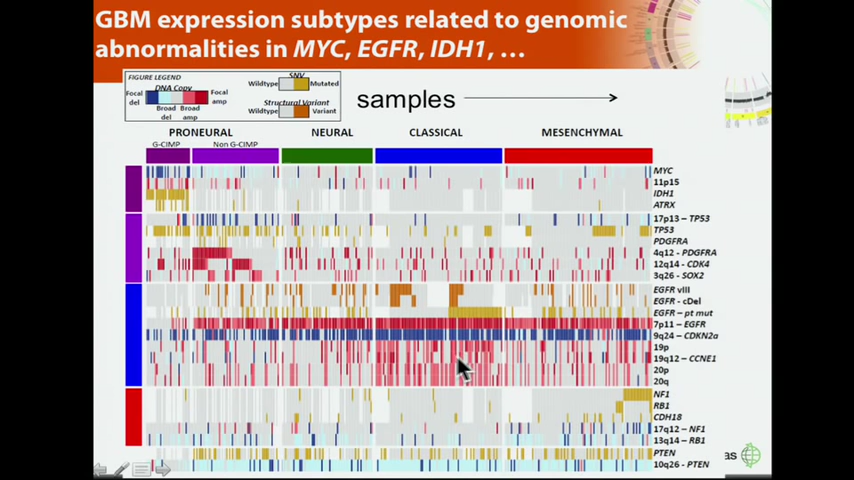 GBM expression subtypes related to genomic
abnormalities in MYC, EGFR, IDH1, …
FIGURE LEGEND
DNA Copy
Focal del
Focal amp
Broad del
Broad amp
SNV
Wildtype
Mutated
Structural Variant
Wildtype
Variant
samples
PRONEURAL
NEURAL
CLASSICAL
MESENCHYMAL
G-CIMP
Non G-CIMP
MYC
11p15
IDH1
ATRX
17p13 – TP53
TP53
PDGFRA
4q12 - PDGFRA
12q14 - CDK4
3q26 - SOX2
EGFR vIII
EGFR - cDel
EGFR – pt mut
7p11 – EGFR
9q24 – CDKN2a
19p
19q12 – CCNE1
20p
20q
NF1
RB1
CDH18
17q12 – NF1
13q14 – RB1
PTEN
10q26 - PTEN
as